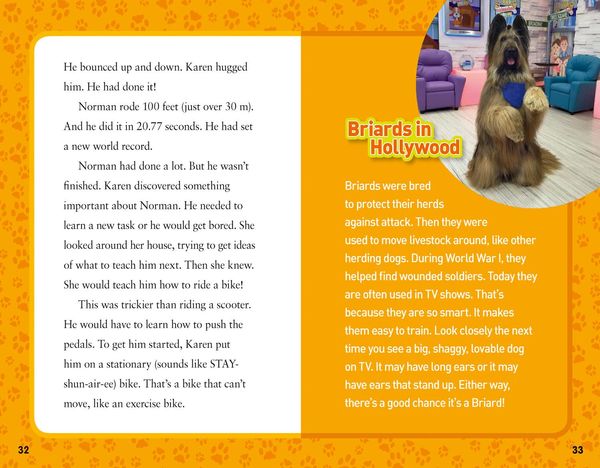 He bounced up and down. Karen hugged
him. He had done it!
Norman rode 100 feet (just over 30 m).
And he did it in 20.77 seconds. He had set
a new world record.
Norman had done a lot. But he wasn't
finished. Karen discovered something
important about Norman. He needed to
learn a new task or he would get bored. She
looked around her house, trying to get ideas
of what to teach him next. Then she knew.
She would teach him how to ride a bike!
This was trickier than riding a scooter.
He would have to learn how to push the
pedals. To get him started, Karen put
him on a stationary (sounds like STAY-
shun-air-ee) bike. That's a bike that can't
move, like an exercise bike.
32
Briards in
Hollywood
Briards were bred
to protect their herds
against attack. Then they were
used to move livestock around, like other
herding dogs. During World War I, they
helped find wounded soldiers. Today they
are often used in TV shows. That's
because they are so smart. It makes
them easy to train. Look closely the next
time you see a big, shaggy, lovable dog
on TV. It may have long ears or it may
have ears that stand up. Either way,
there's a good chance it's a Briard!
33